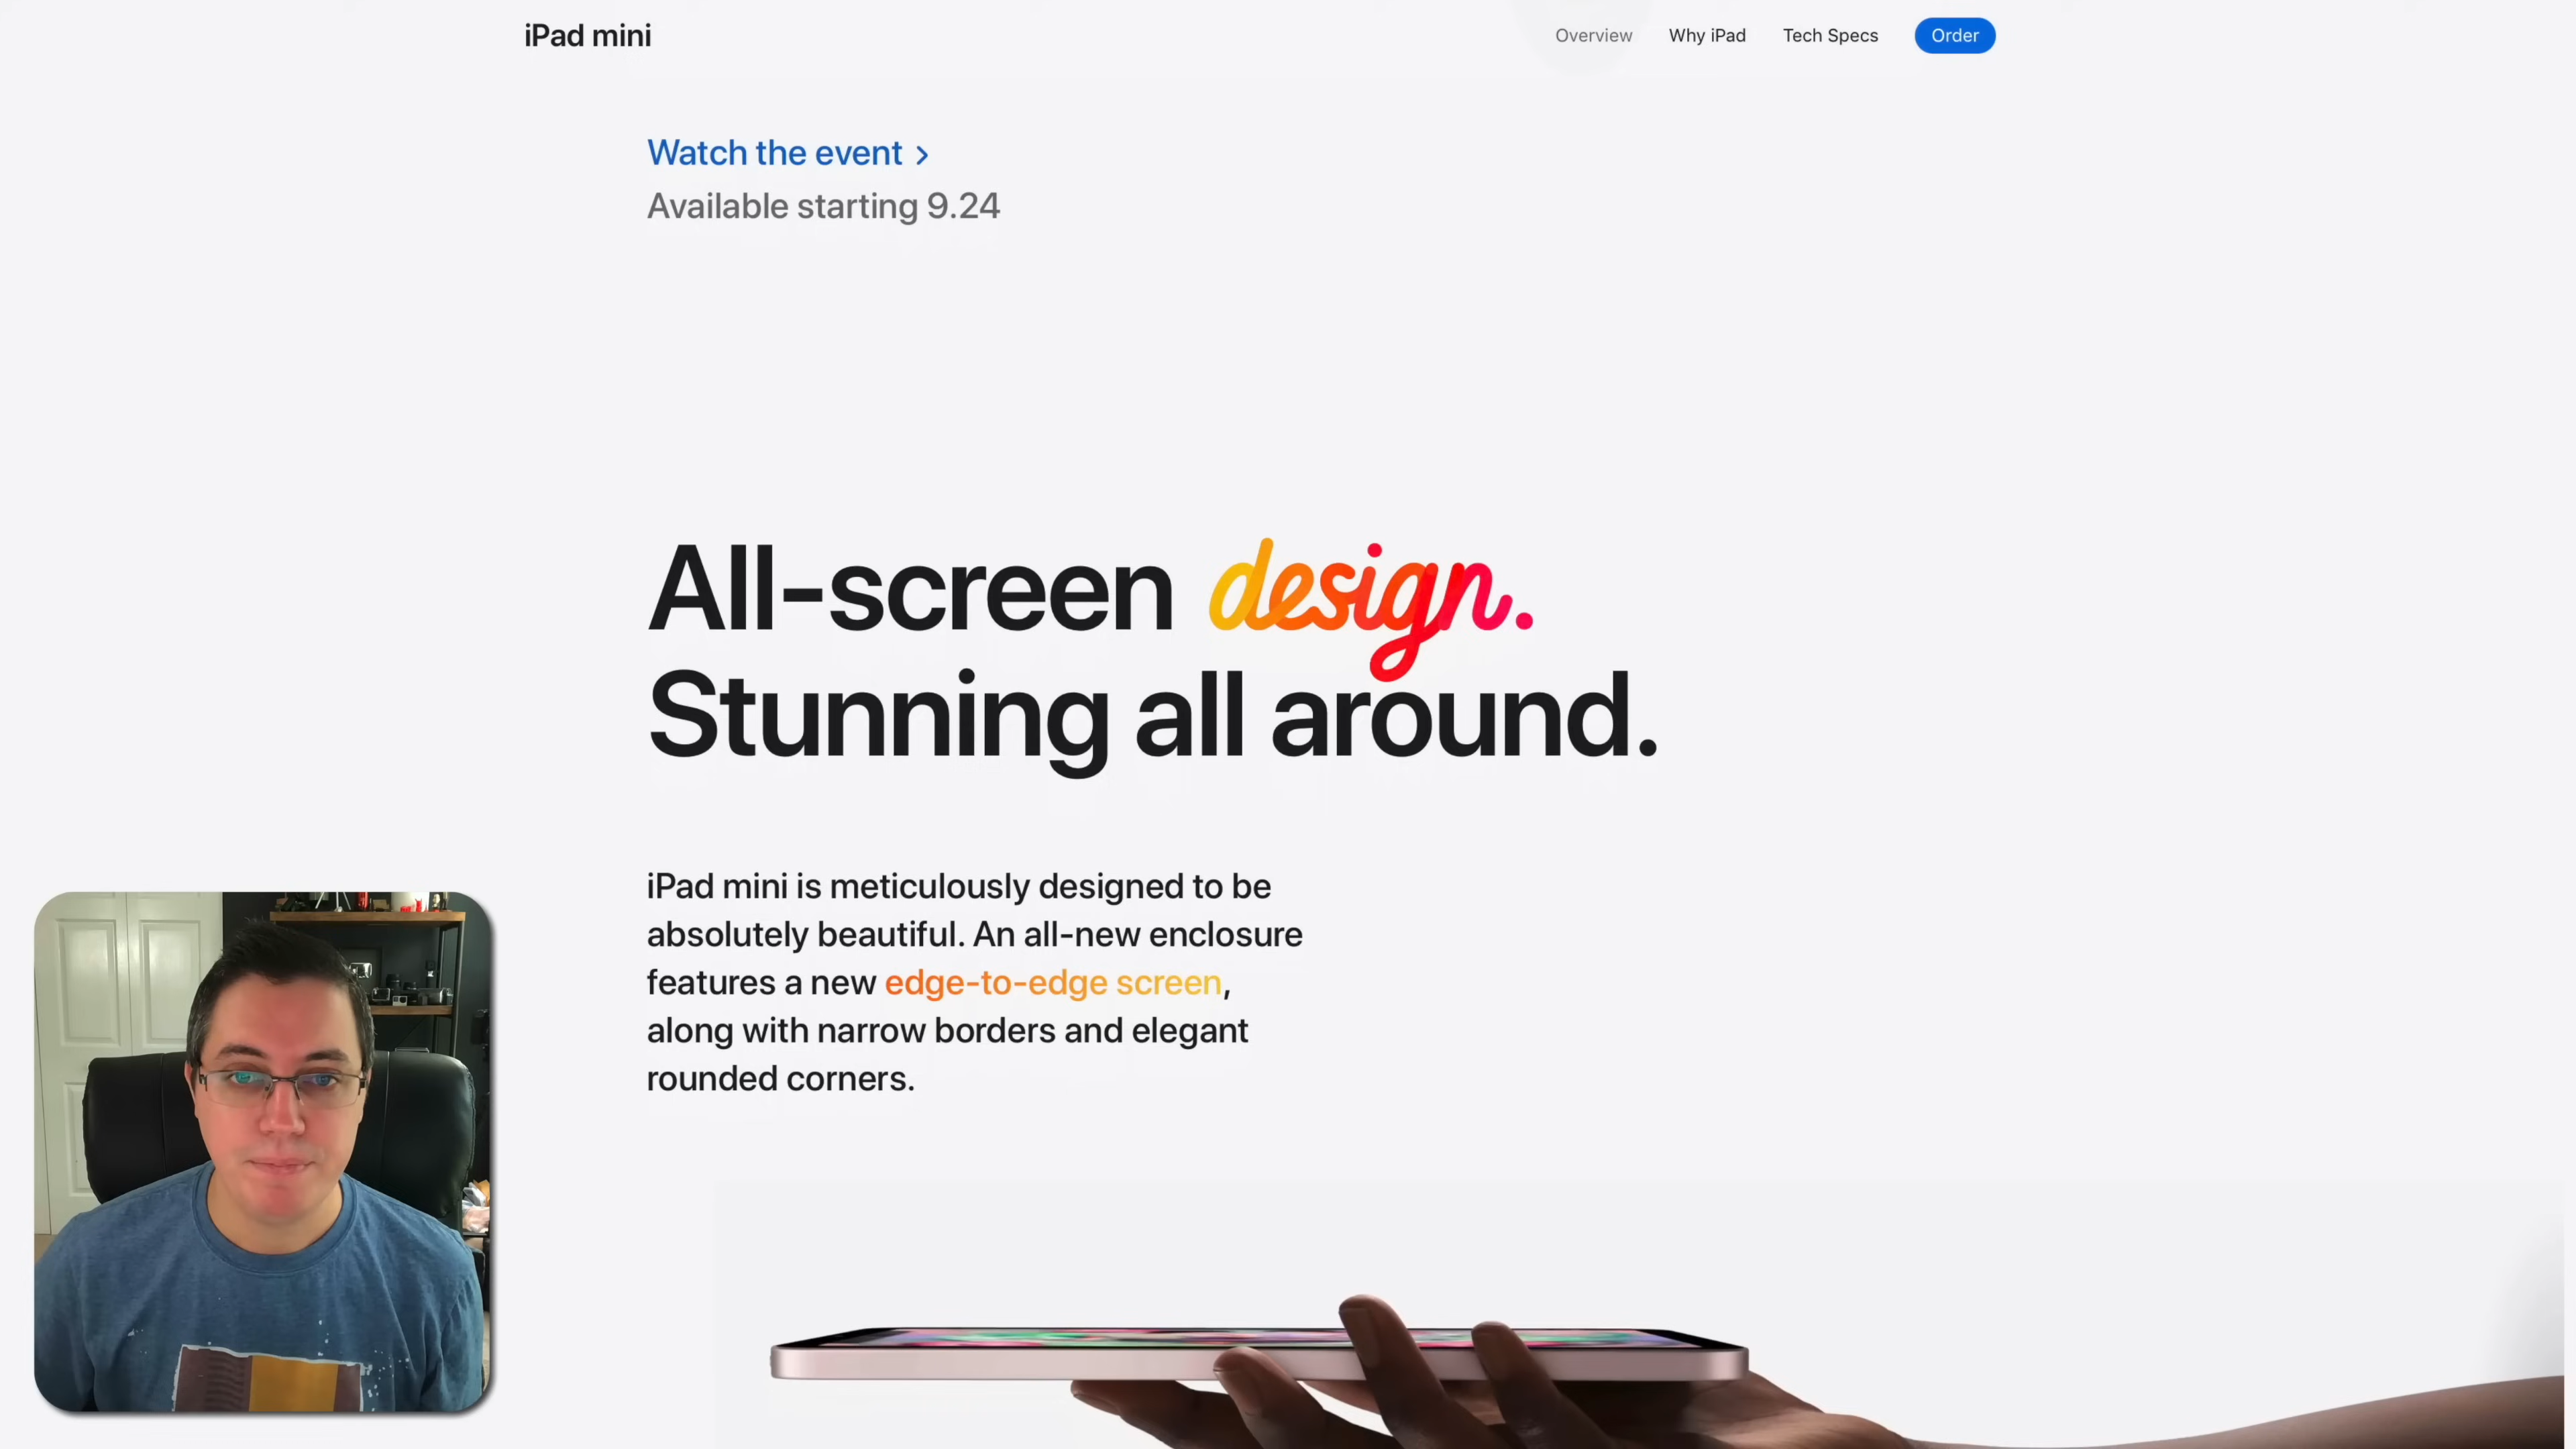 iPad mini
Overview Why iPad Tech Specs Order
Watch the event >
Available starting 9.24
All-screen design.
Stunning all around.
iPad mini is meticulously designed to be
absolutely beautiful. An all-new enclosure
features a new edge-to-edge screen,
along with narrow borders and elegant
rounded corners.